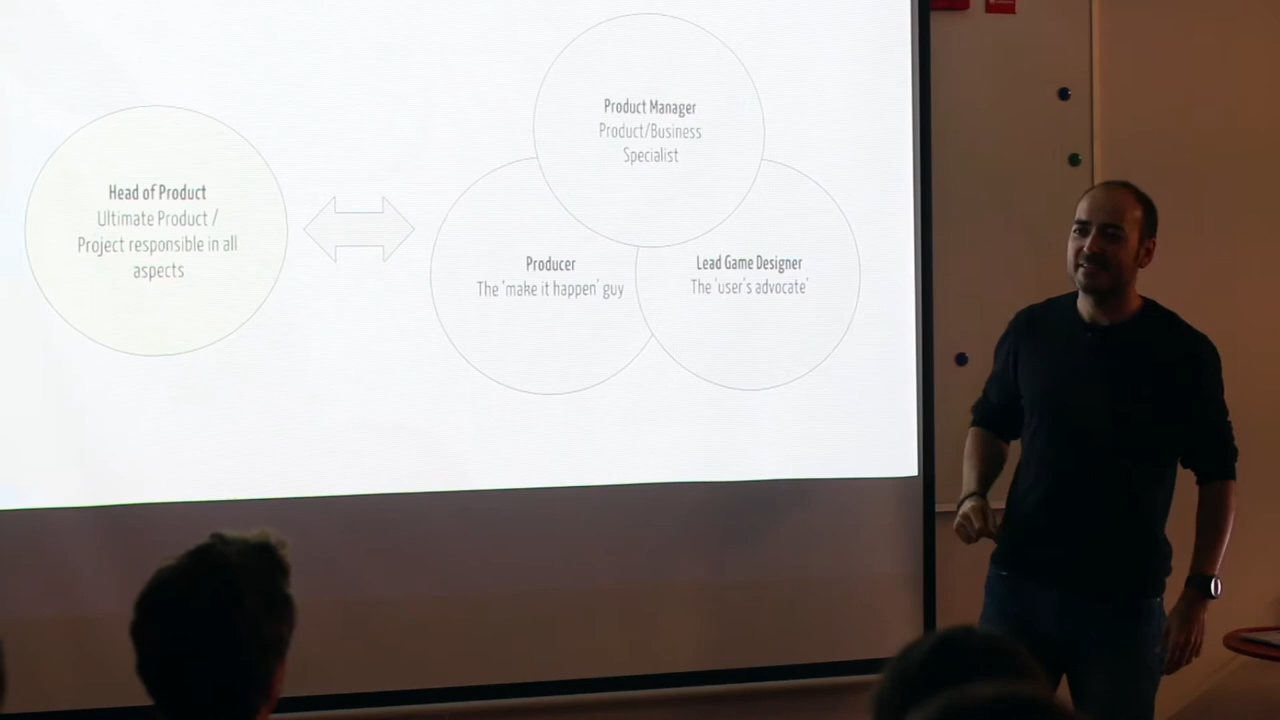 Head of Product
Ultimate Product /
Project responsible in all
aspects
Product Manager
Product/Business
Specialist
Producer
The 'make it happen' guy
Lead Game Designer
The 'user's advocate'